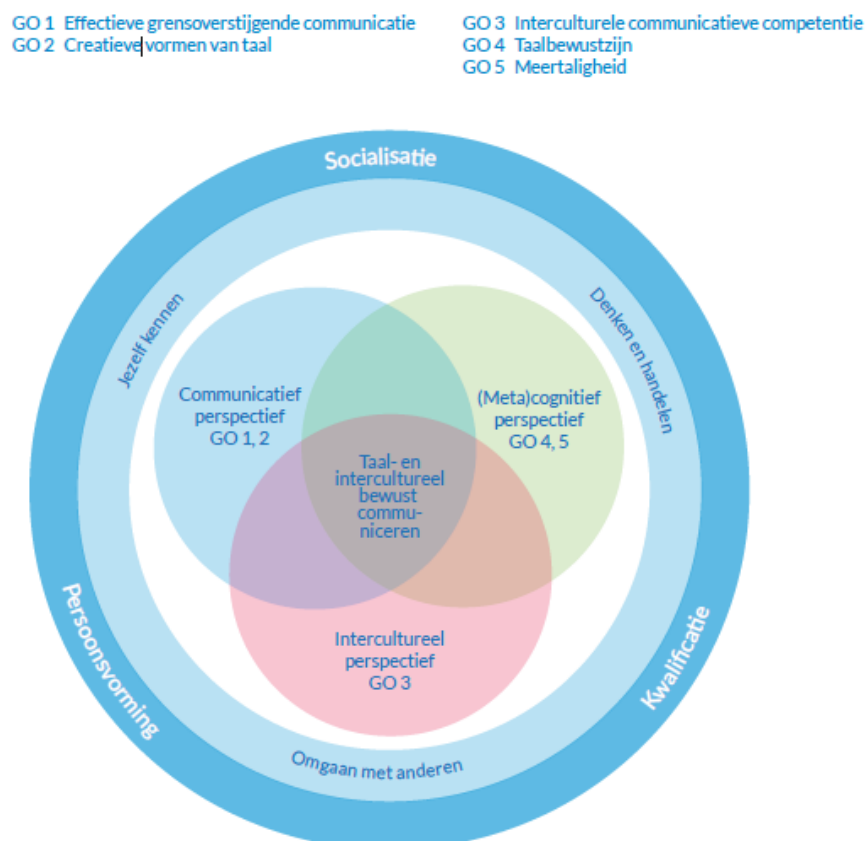 GO 1 Effectieve grensoverstijgende communicatie
GO 2 Creatieve vormen van taal
GO 3 Interculturele communicatieve competentie
GO 4 Taalbewustzijn
GO 5 Meertaligheid
Socialisatie
Jezelf kennen
Denken en handelen
Communicatief
perspectief
GO 1, 2
(Meta)cognitief
perspectief
GO 4, 5
Taal- en
intercultureel
bewust
commu-
niceren
Intercultureel
perspectief
GO 3
Persoonsvorming
Kwalificatie
Omgaan met anderen